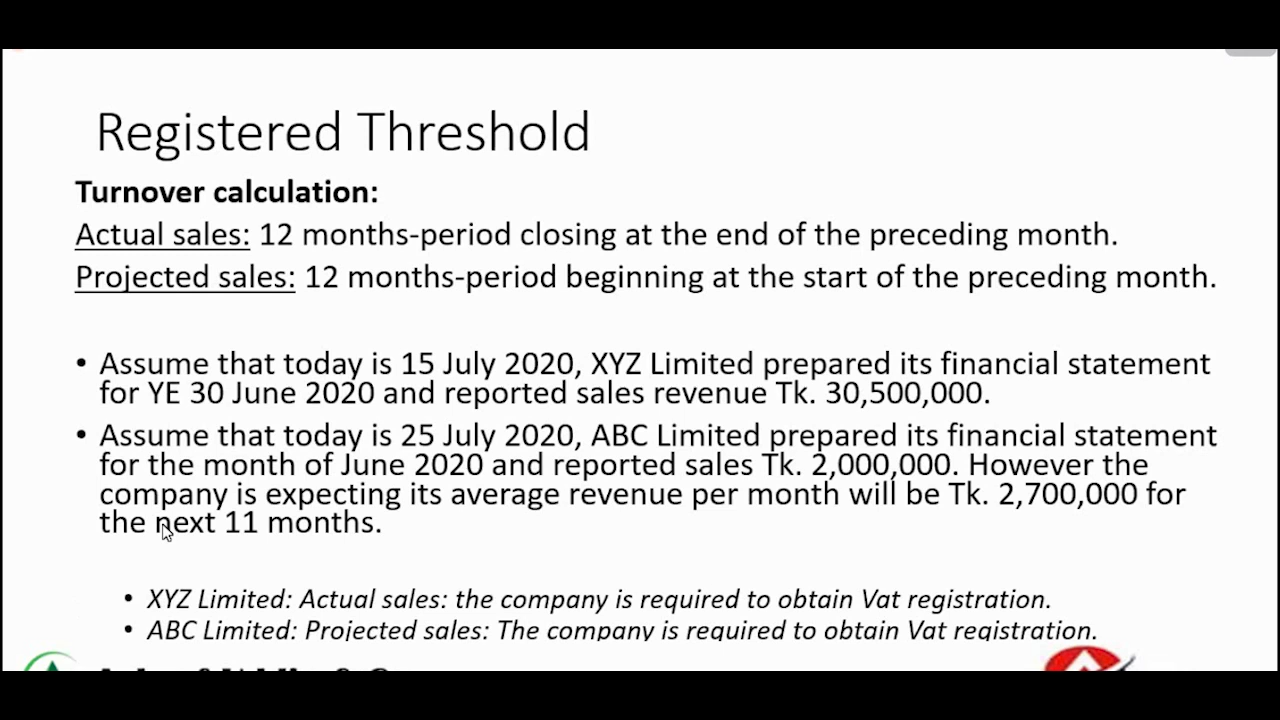 Registered Threshold
Turnover calculation:
Actual sales: 12 months-period closing at the end of the preceding month.
Projected sales: 12 months-period beginning at the start of the preceding month.
• Assume that today is 15 July 2020, XYZ Limited prepared its financial statement
for YE 30 June 2020 and reported sales revenue Tk. 30,500,000.
• Assume that today is 25 July 2020, ABC Limited prepared its financial statement
for the month of June 2020 and reported sales Tk. 2,000,000. However the
company is expecting its average revenue per month will be Tk. 2,700,000 for
the next 11 months.
• XYZ Limited: Actual sales: the company is required to obtain Vat registration.
• ABC Limited: Projected sales: The company is required to obtain Vat registration.